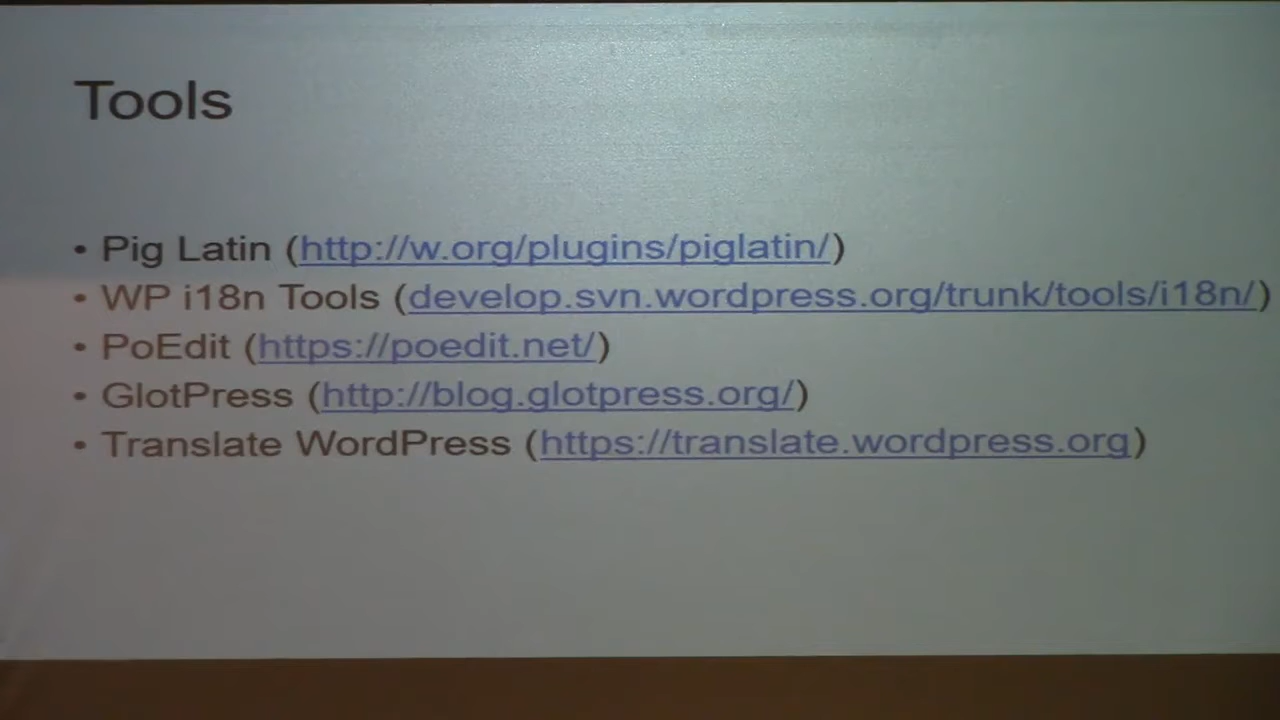 Tools
• Pig Latin (http://w.org/plugins/piglatin/)
• WP i18n Tools (develop.svn.wordpress.org/trunk/tools/i18n/)
• PoEdit (https://poedit.net/)
• GlotPress (http://blog.glotpress.org/)
• Translate WordPress (https://translate.wordpress.org)